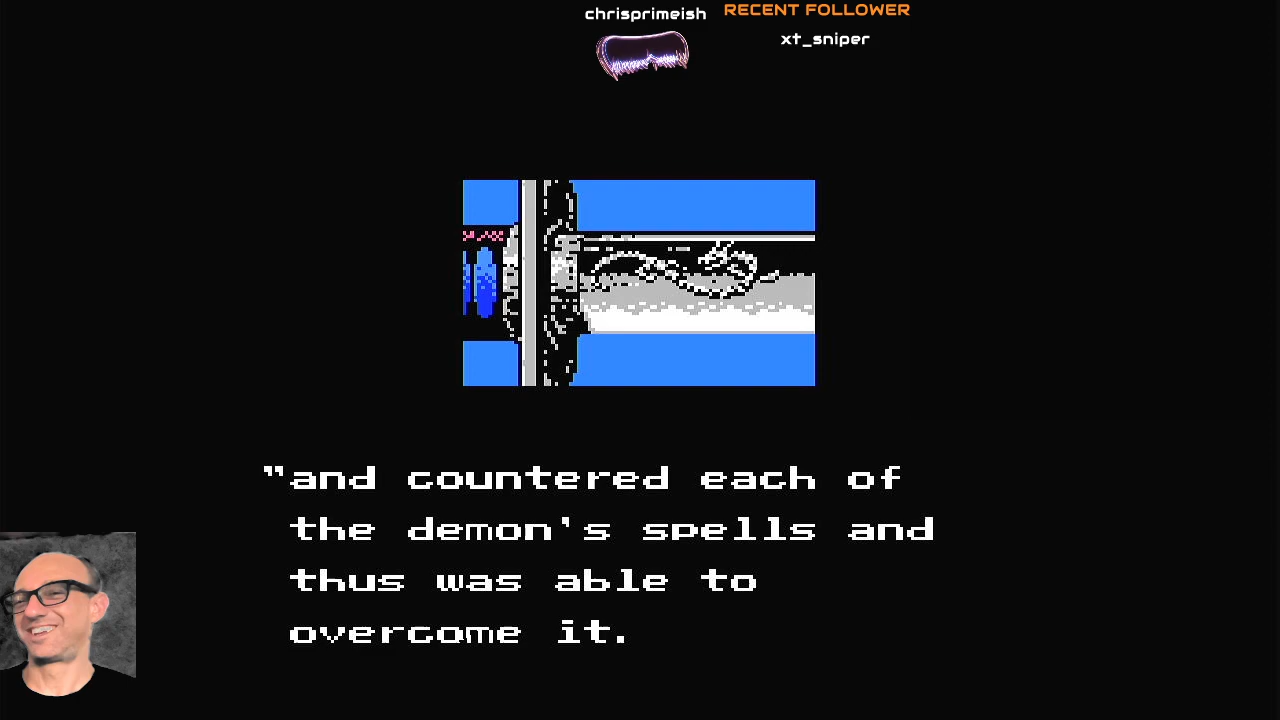 chrisprimeish
RECENT FOLLOWER
xt_sniper
"and countered each of
the demon's spells and
thus was able to
overcome it.